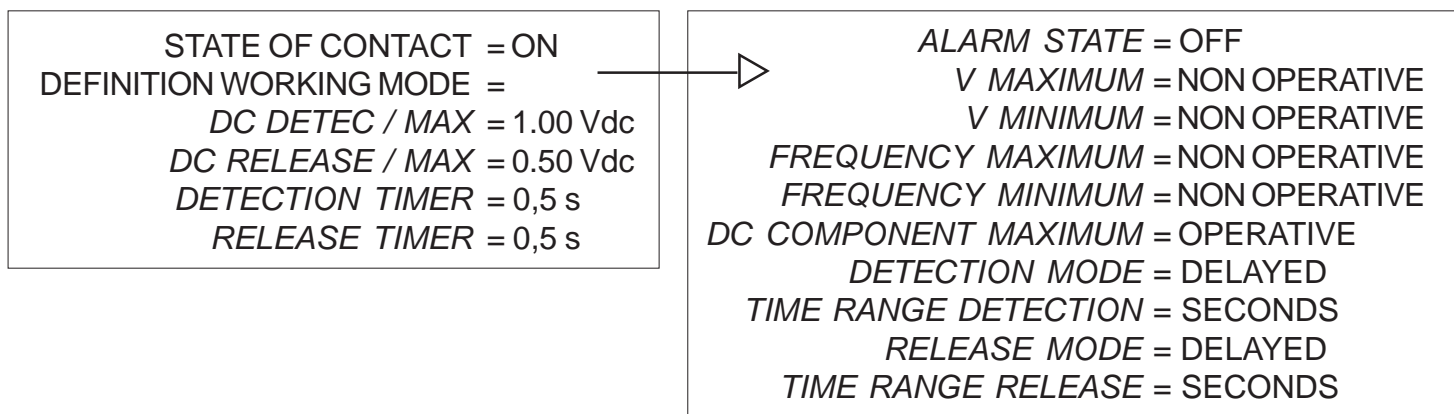 STATE OF CONTACT = ON
DEFINITION WORKING MODE =
DC DETEC / MAX = 1.00 Vdc
DC RELEASE / MAX = 0.50 Vdc
DETECTION TIMER = 0,5 s
RELEASE TIMER = 0,5 s
ALARM STATE = OFF
V MAXIMUM = NON OPERATIVE
V MINIMUM = NON OPERATIVE
FREQUENCY MAXIMUM = NON OPERATIVE
FREQUENCY MINIMUM = NON OPERATIVE
DC COMPONENT MAXIMUM = OPERATIVE
DETECTION MODE = DELAYED
TIME RANGE DETECTION = SECONDS
RELEASE MODE = DELAYED
TIME RANGE RELEASE = SECONDS